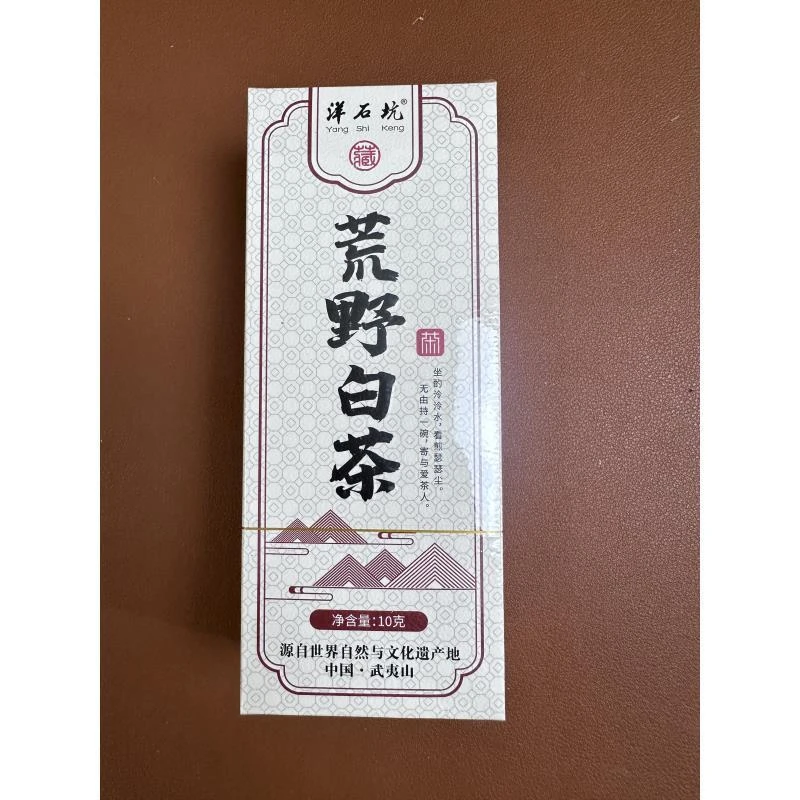 洋石坑®
Yang Shi Keng
藏
荒野白茶
茶
坐酌泠泠水，看煎瑟瑟尘。
无由持一碗，寄与爱茶人。
净含量：10克
源自世界自然与文化遗产地
中国·武夷山